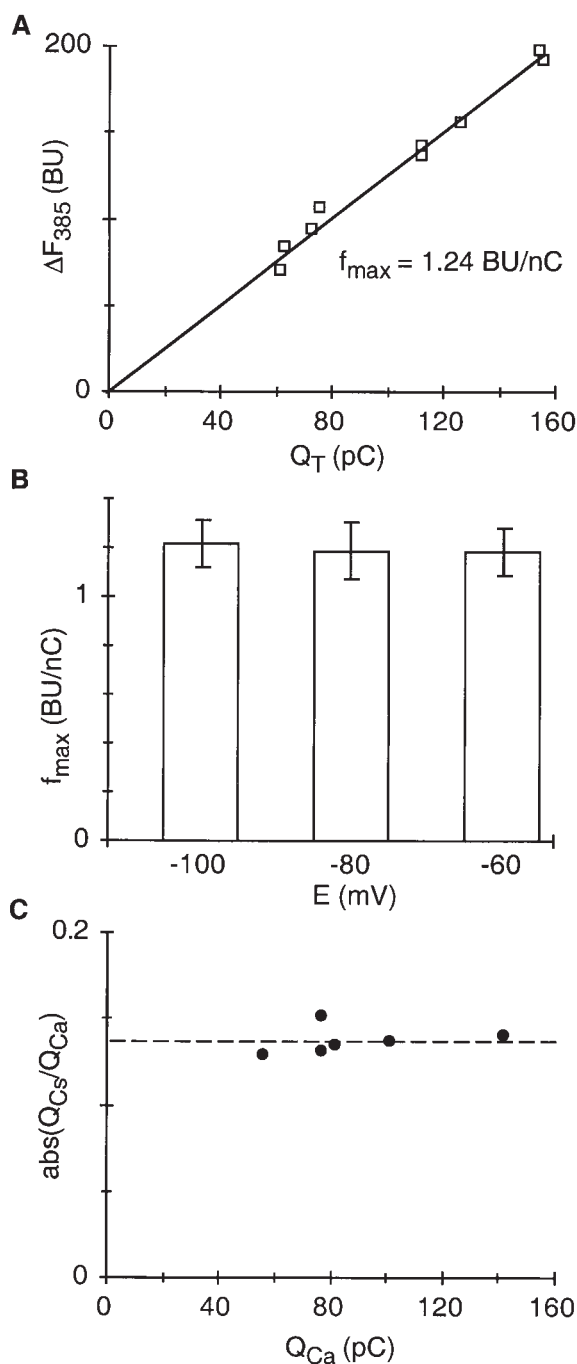 A
200
ΔF385 (BU)
fmax = 1.24 BU/nC
0
0 40 80 120 160
QT (pC)
B
1
fmax (BU/nC)
0
-100 -80 -60
E (mV)
C
0.2
abs(QCs/QCa)
0
0 40 80 120 160
QCa (pC)